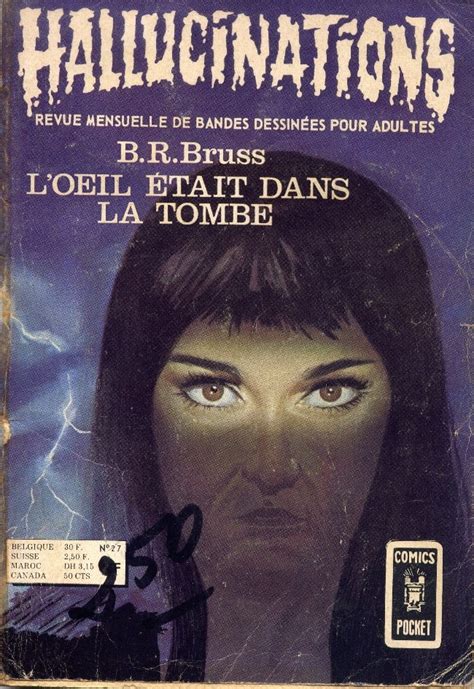 HALLUCINATIONS
REVUE MENSUELLE DE BANDES DESSINÉES POUR ADULTES
B.R.Bruss
L'OEIL ÉTAIT DANS
LA TOMBE
BELGIQUE 30 F. N° 27
SUISSE 2,50 F.
MAROC DH 3,15 F
CANADA 50 CTS
250
COMICS
POCKET